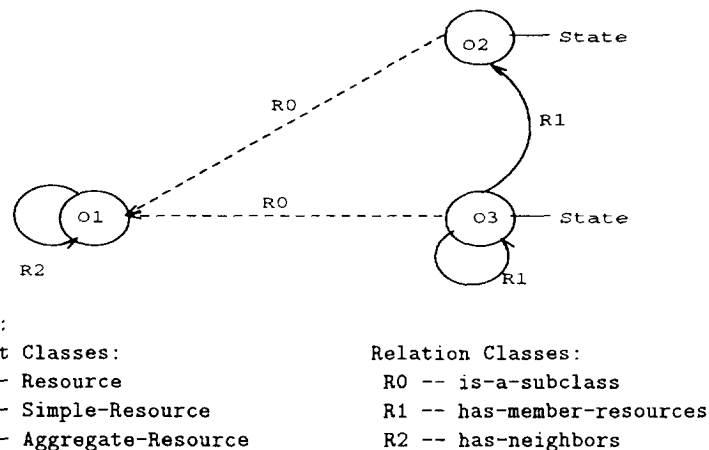 O2 State
R0
R1
R0
O1
O3 State
R2
R1
:
t Classes:
Relation Classes:
- Resource
R0 -- is-a-subclass
- Simple-Resource
R1 -- has-member-resources
- Aggregate-Resource
R2 -- has-neighbors